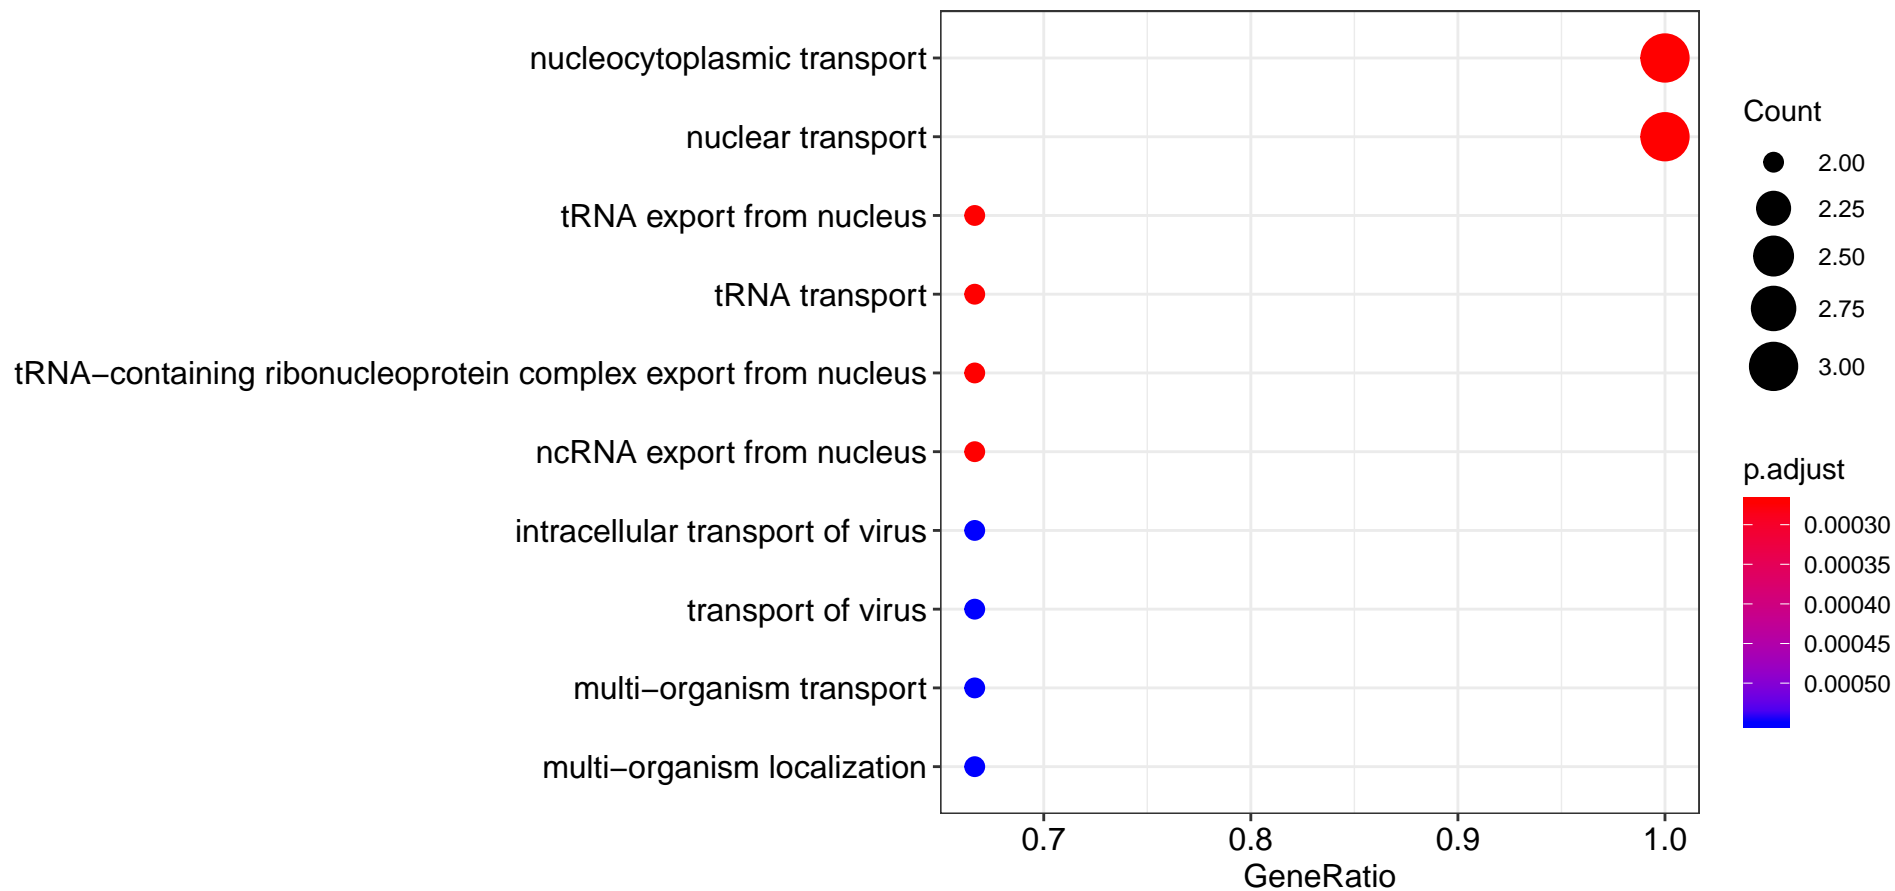 nucleocytoplasmic transport
nuclear transport
tRNA export from nucleus
tRNA transport
tRNA−containing ribonucleoprotein complex export from nucleus
ncRNA export from nucleus
intracellular transport of virus
transport of virus
multi−organism transport
multi−organism localization
0.7 0.8 0.9 1.0
GeneRatio
Count
2.00
2.25
2.50
2.75
3.00
p.adjust
0.00030
0.00035
0.00040
0.00045
0.00050